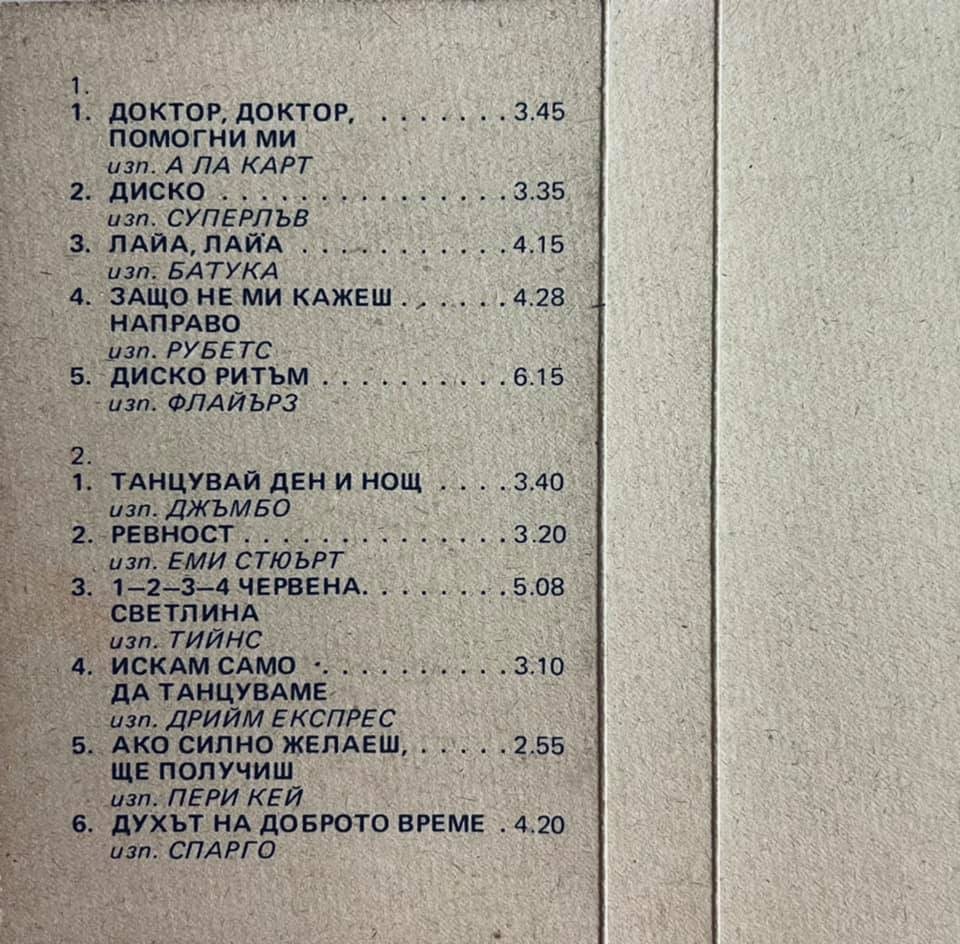 1.
1. ДОКТОР, ДОКТОР, . . . . . . . 3.45
ПОМОГНИ МИ
изп. А ЛА КАРТ
2. ДИСКО . . . . . . . . . . . . . . . 3.35
изп. СУПЕРЛЪВ
3. ЛАЙА, ЛАЙА . . . . . . . . . . . 4.15
изп. БАТУКА
4. ЗАЩО НЕ МИ КАЖЕШ . . . . . . 4.28
НАПРАВО
изп. РУБЕТС
5. ДИСКО РИТЪМ . . . . . . . . . . 6.15
изп. ФЛАЙЪРЗ
2.
1. ТАНЦУВАЙ ДЕН И НОЩ . . . . 3.40
изп. ДЖЪМБО
2. РЕВНОСТ . . . . . . . . . . . . . . 3.20
изп. ЕМИ СТЮЪРТ
3. 1–2–3–4 ЧЕРВЕНА. . . . . . . . 5.08
СВЕТЛИНА
изп. ТИЙНС
4. ИСКАМ САМО . . . . . . . . . . . 3.10
ДА ТАНЦУВАМЕ
изп. ДРИЙМ ЕКСПРЕС
5. АКО СИЛНО ЖЕЛАЕШ, . . . . . 2.55
ЩЕ ПОЛУЧИШ
изп. ПЕРИ КЕЙ
6. ДУХЪТ НА ДОБРОТО ВРЕМЕ . 4.20
изп. СПАРГО